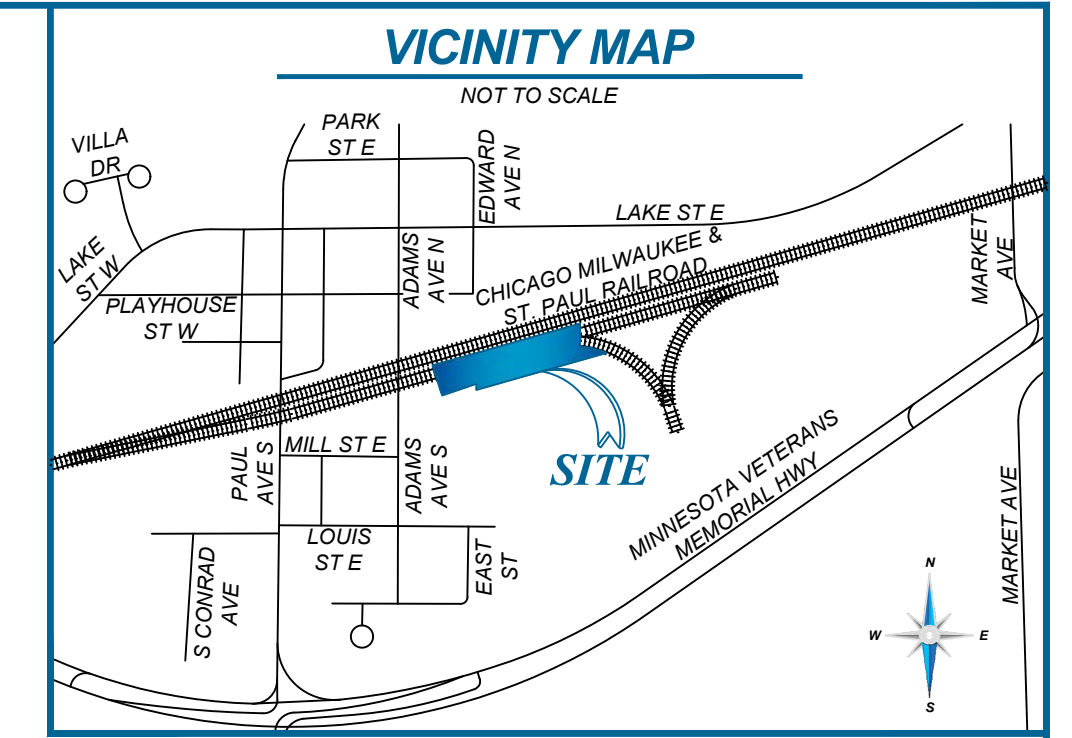 VICINITY MAP
NOT TO SCALE
VILLA
DR
PARK
ST E
EDWARD
AVE N
LAKE ST E
LAKE
ST W
ADAMS
AVE N
CHICAGO MILWAUKEE &
ST. PAUL RAILROAD
MARKET
AVE
PLAYHOUSE
ST W
MILL ST E
PAUL
AVE S
ADAMS
AVE S
SITE
MINNESOTA VETERANS
MEMORIAL HWY
LOUIS
ST E
EAST
ST
S CONRAD
AVE
MARKET AVE
N
W
E
S